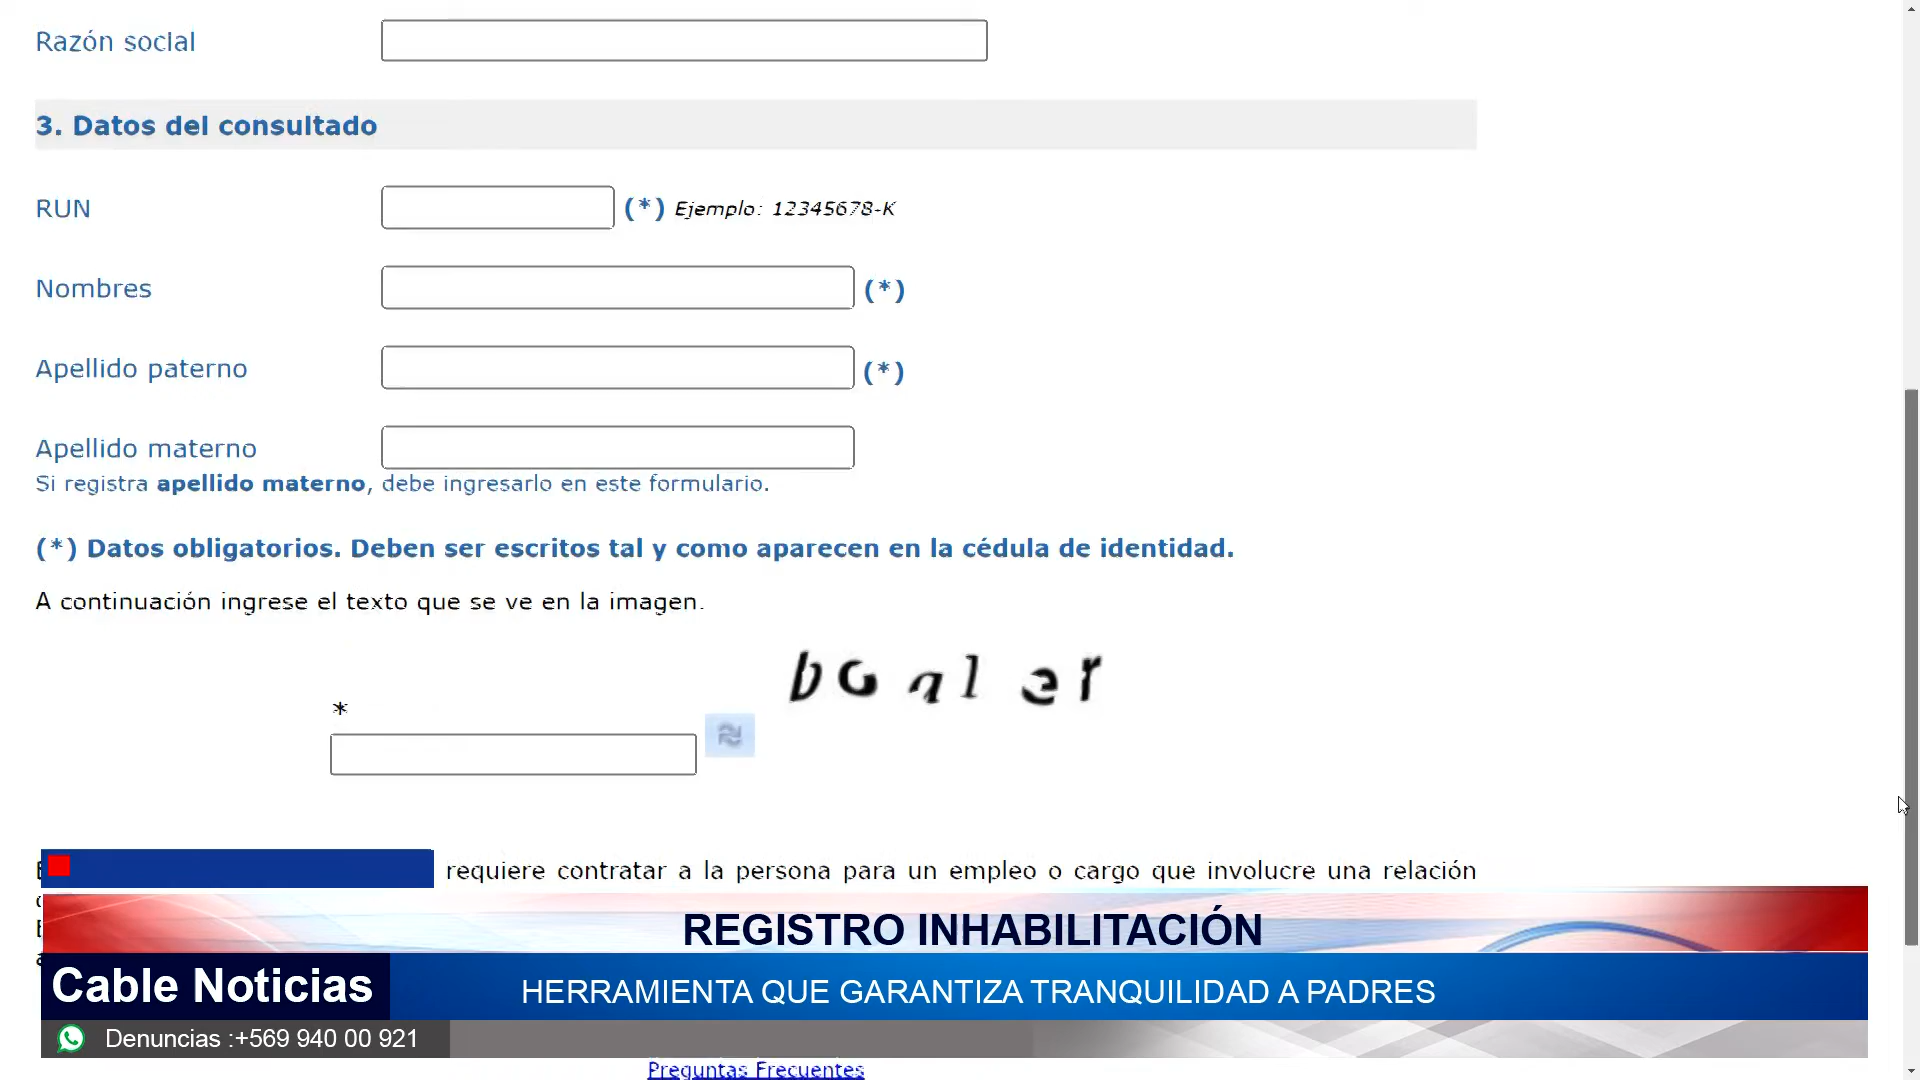 Razón social
3. Datos del consultado
RUN (*) Ejemplo: 12345678-K
Nombres (*)
Apellido paterno (*)
Apellido materno
Si registra apellido materno, debe ingresarlo en este formulario.
(*) Datos obligatorios. Deben ser escritos tal y como aparecen en la cédula de identidad.
A continuación ingrese el texto que se ve en la imagen.
*
requiere contratar a la persona para un empleo o cargo que involucre una relación
REGISTRO INHABILITACIÓN
Cable Noticias
HERRAMIENTA QUE GARANTIZA TRANQUILIDAD A PADRES
Denuncias :+569 940 00 921
Preguntas Frecuentes